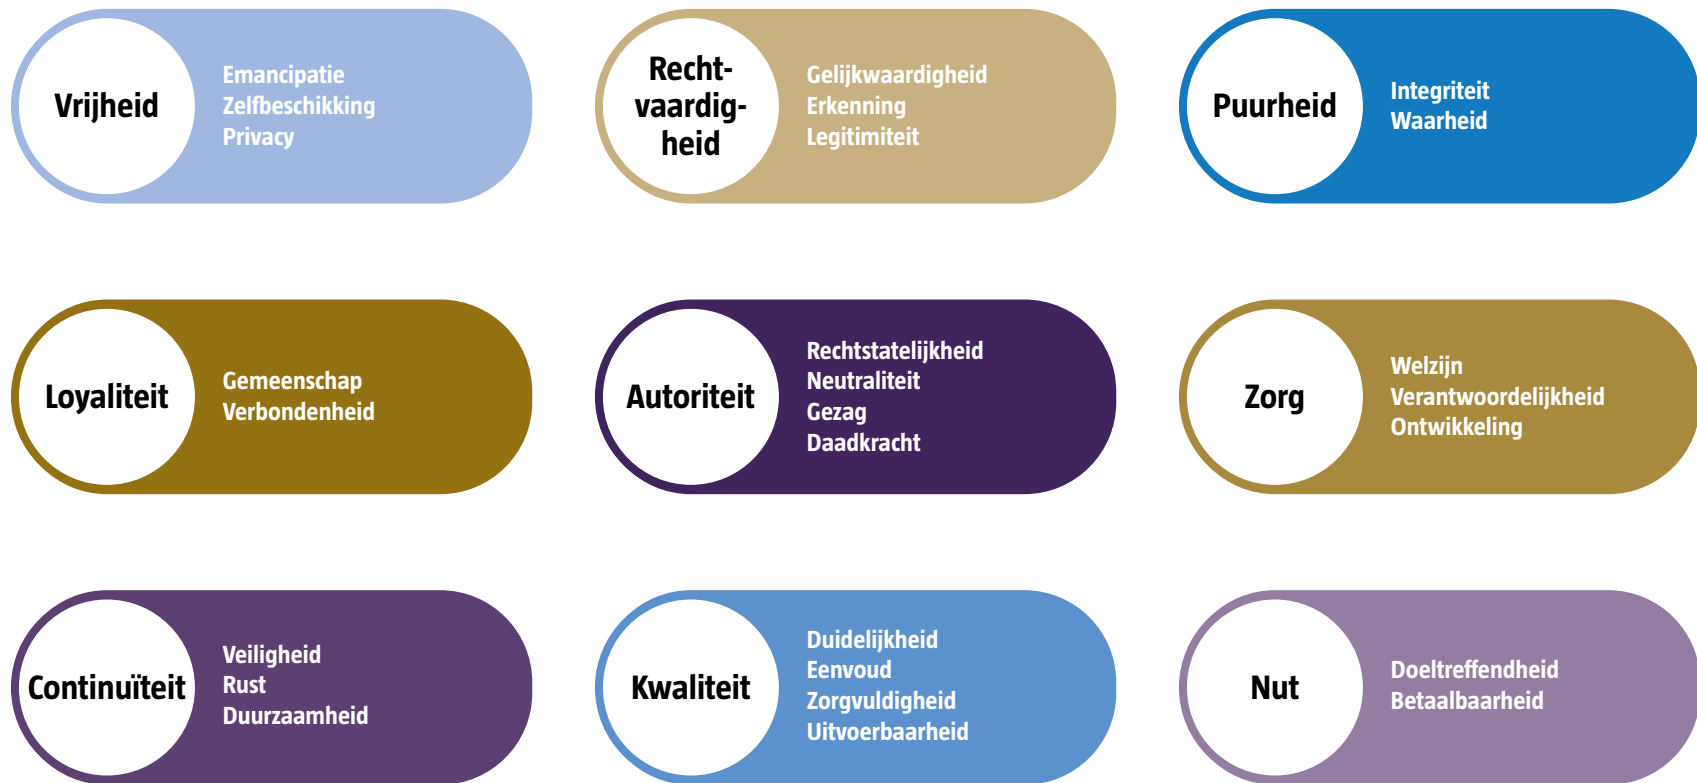 Vrijheid
Emancipatie
Zelfbeschikking
Privacy
Recht-
vaardig-
heid
Gelijkwaardigheid
Erkenning
Legitimiteit
Puurheid
Integriteit
Waarheid
Loyaliteit
Gemeenschap
Verbondenheid
Autoriteit
Rechtstatelijkheid
Neutraliteit
Gezag
Daadkracht
Zorg
Welzijn
Verantwoordelijkheid
Ontwikkeling
Continuïteit
Veiligheid
Rust
Duurzaamheid
Kwaliteit
Duidelijkheid
Eenvoud
Zorgvuldigheid
Uitvoerbaarheid
Nut
Doeltreffendheid
Betaalbaarheid